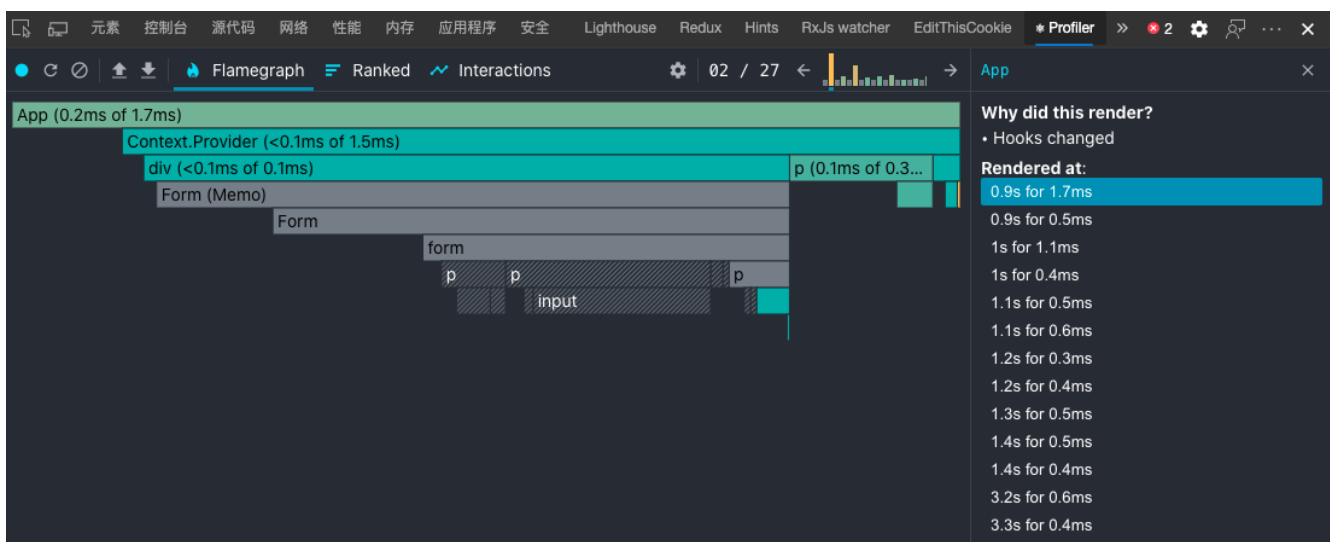 元素 控制台 源代码 网络 性能 内存 应用程序 安全 Lighthouse Redux Hints RxJs watcher EditThisCookie Profiler » 2 ··· ×
Flamegraph Ranked Interactions 02 / 27 ← → App ×
App (0.2ms of 1.7ms)
Context.Provider (<0.1ms of 1.5ms)
div (<0.1ms of 0.1ms) p (0.1ms of 0.3...
Form (Memo)
Form
form
p p p
input
Why did this render?
• Hooks changed
Rendered at:
0.9s for 1.7ms
0.9s for 0.5ms
1s for 1.1ms
1s for 0.4ms
1.1s for 0.5ms
1.1s for 0.6ms
1.2s for 0.3ms
1.2s for 0.4ms
1.3s for 0.5ms
1.4s for 0.5ms
1.4s for 0.4ms
3.2s for 0.6ms
3.3s for 0.4ms